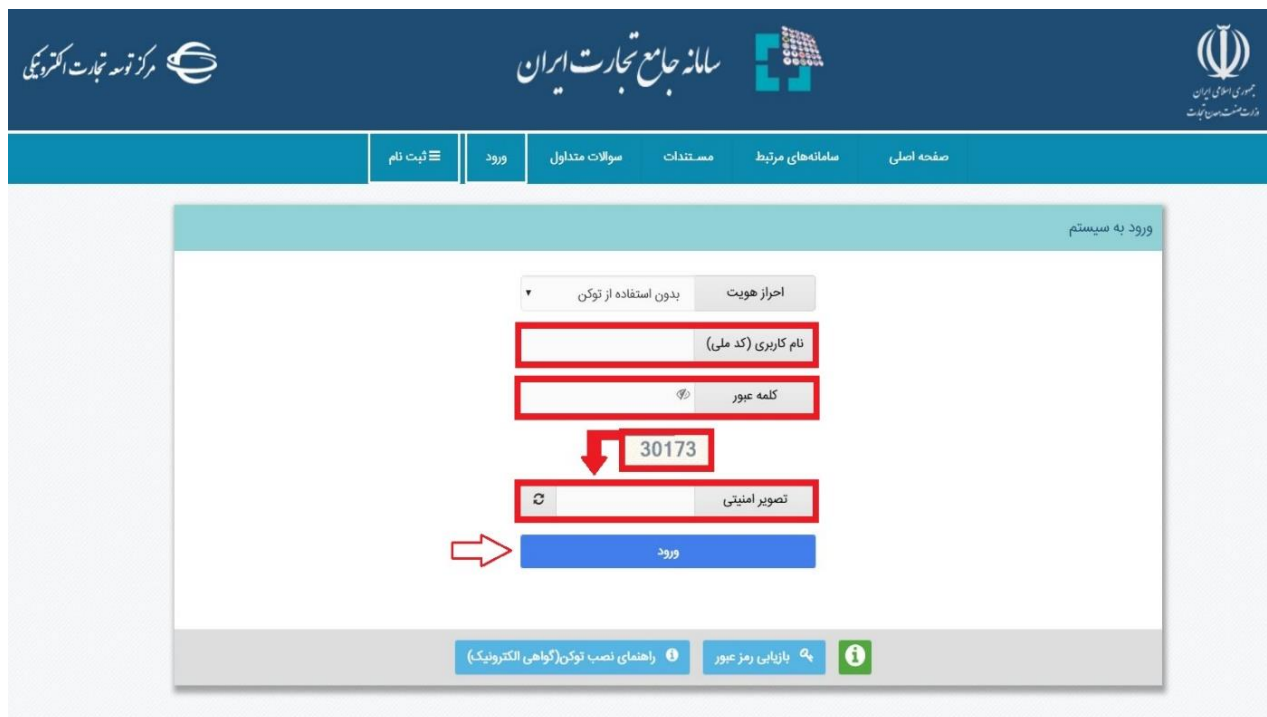 جمهوری اسلامی ایران
وزارت صنعت، معدن و تجارت
سامانه جامع تجارت ایران
مرکز توسعه تجارت الکترونیکی
صفحه اصلی
سامانه‌های مرتبط
مستندات
سوالات متداول
ورود
ثبت نام
ورود به سیستم
احراز هویت
بدون استفاده از توکن
نام کاربری (کد ملی)
کلمه عبور
30173
تصویر امنیتی
ورود
بازیابی رمز عبور
راهنمای نصب توکن(گواهی الکترونیک)